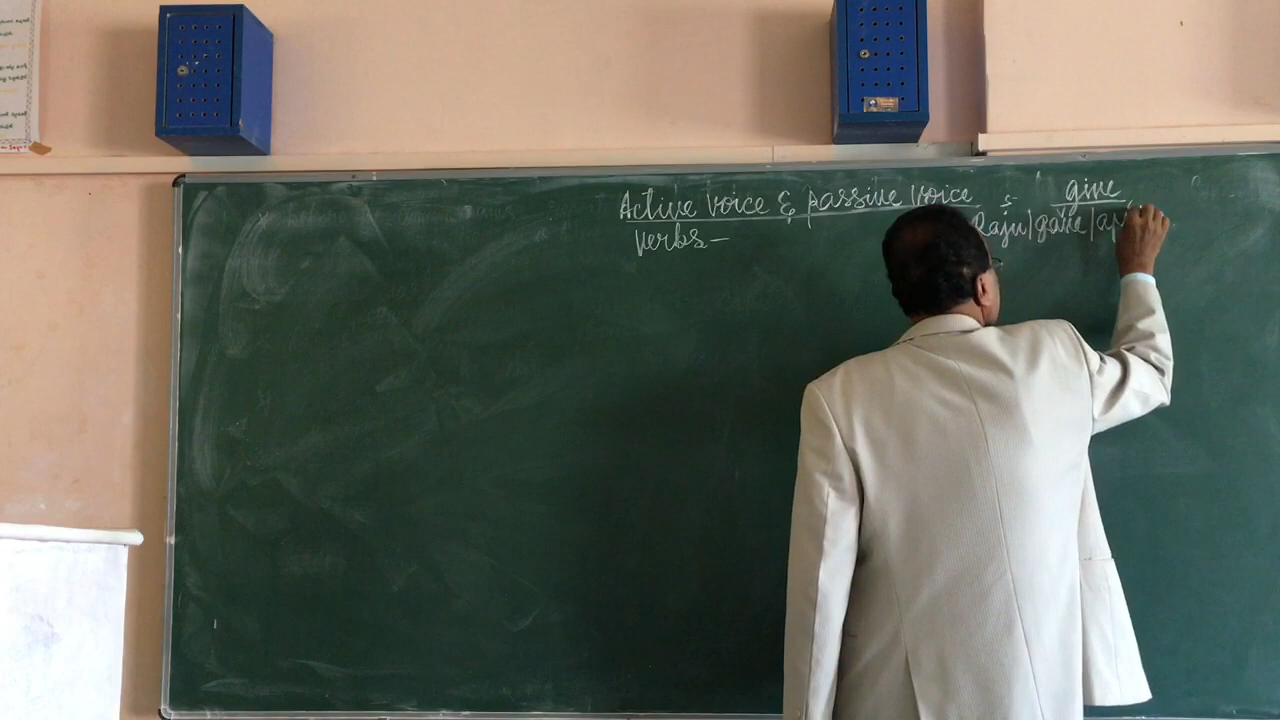 Active voice & passive voice
s
give
verbs— Raju|gave|